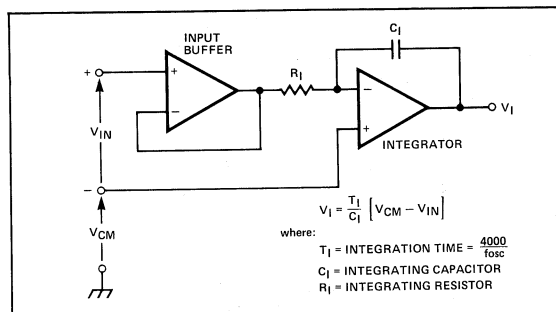 INPUT
BUFFER
C_I
R_I
+
+
−
−
+
V_I
V_IN
INTEGRATOR
−
V_CM
V_I = T_I/C_I [V_CM − V_IN]
where:
T_I = INTEGRATION TIME = 4000/fosc
C_I = INTEGRATING CAPACITOR
R_I = INTEGRATING RESISTOR